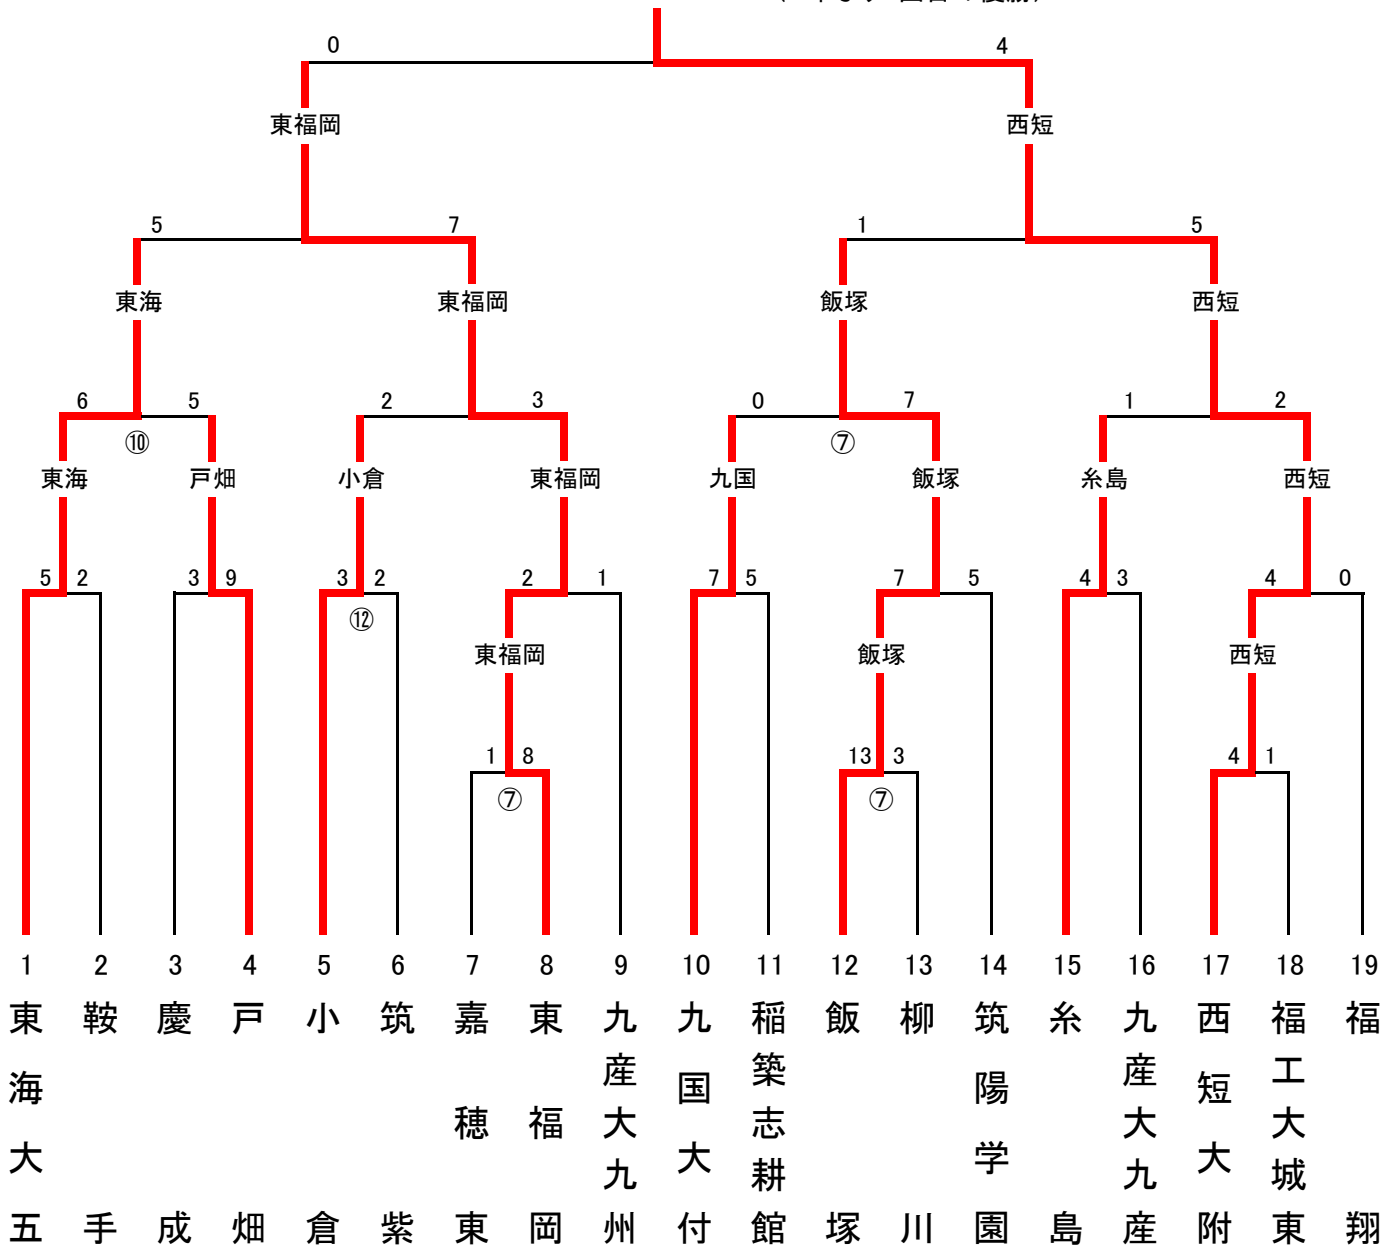 0 4
東福岡 西短
5 7 1 5
東海 東福岡 飯塚 西短
6 5 2 3 0 7 1 2
⑩ ⑦
東海 戸畑 小倉 東福岡 九国 飯塚 糸島 西短
5 2 3 9 3 2 2 1 7 5 7 5 4 3 4 0
⑫
東福岡 飯塚 西短
1 8 13 3 4 1
⑦ ⑦
1 2 3 4 5 6 7 8 9 10 11 12 13 14 15 16 17 18 19
東海大五
鞍手
慶成
戸畑
小倉
筑紫
嘉穂東
東福岡
九産大九州
九国大付
稲築志耕館
飯塚
柳川
筑陽学園
糸島
九産大九産
西短大附
福工大城東
福翔